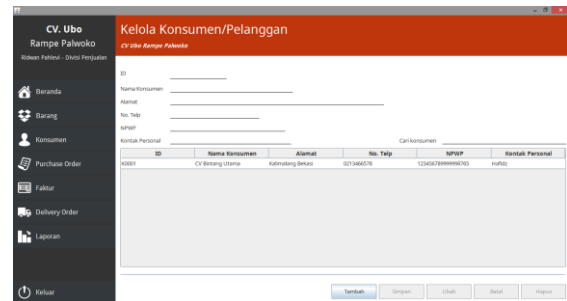 CV. Ubo
Rampe Palwoko
Ridwan Pahlevi - Divisi Penjualan
Beranda
Barang
Konsumen
Purchase Order
Faktur
Delivery Order
Laporan
Keluar
Kelola Konsumen/Pelanggan
CV Ubo Rampe Palwoko
ID
Nama Konsumen
Alamat
No. Telp
NPWP
Kontak Personal
Cari konsumen
ID Nama Konsumen Alamat No. Telp NPWP Kontak Personal
K0001 CV Bintang Utama Kalimalang Bekasi 0213466578 Hafidz
Tambah Simpan Ubah Batal Hapus